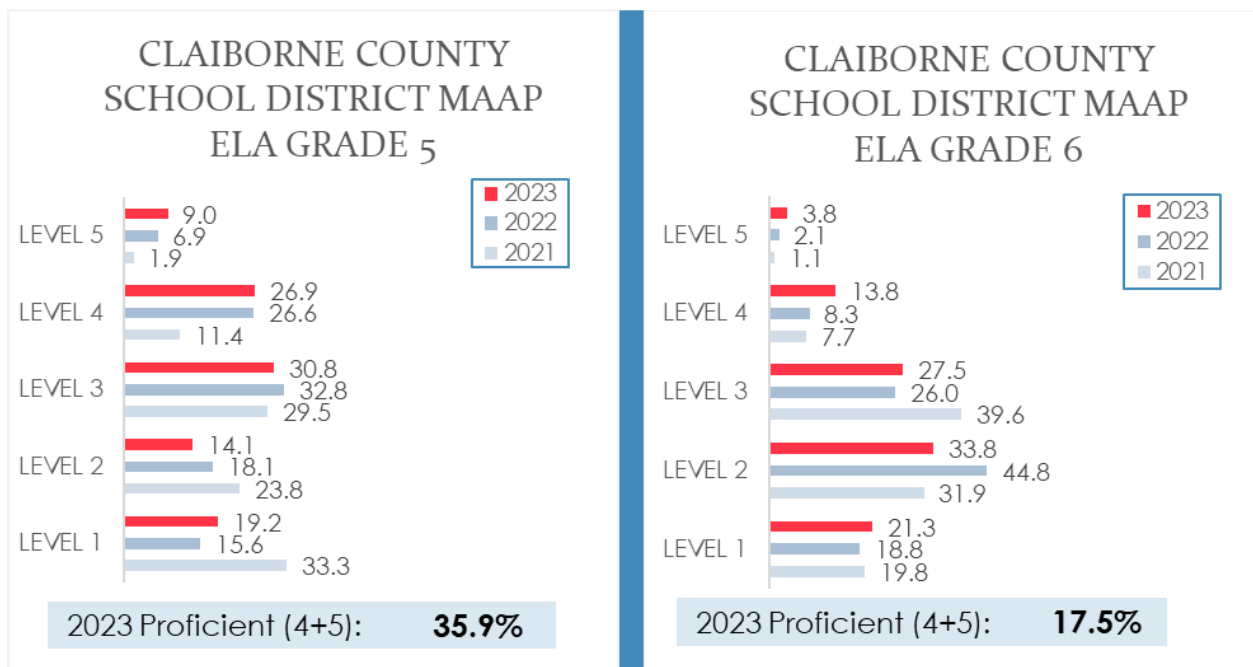 CLAIBORNE COUNTY
SCHOOL DISTRICT MAAP
ELA GRADE 5
2023
2022
2021
LEVEL 5
9.0
6.9
1.9
LEVEL 4
26.9
26.6
11.4
LEVEL 3
30.8
32.8
29.5
LEVEL 2
14.1
18.1
23.8
LEVEL 1
19.2
15.6
33.3
2023 Proficient (4+5): 35.9%
CLAIBORNE COUNTY
SCHOOL DISTRICT MAAP
ELA GRADE 6
2023
2022
2021
LEVEL 5
3.8
2.1
1.1
LEVEL 4
13.8
8.3
7.7
LEVEL 3
27.5
26.0
39.6
LEVEL 2
33.8
44.8
31.9
LEVEL 1
21.3
18.8
19.8
2023 Proficient (4+5): 17.5%